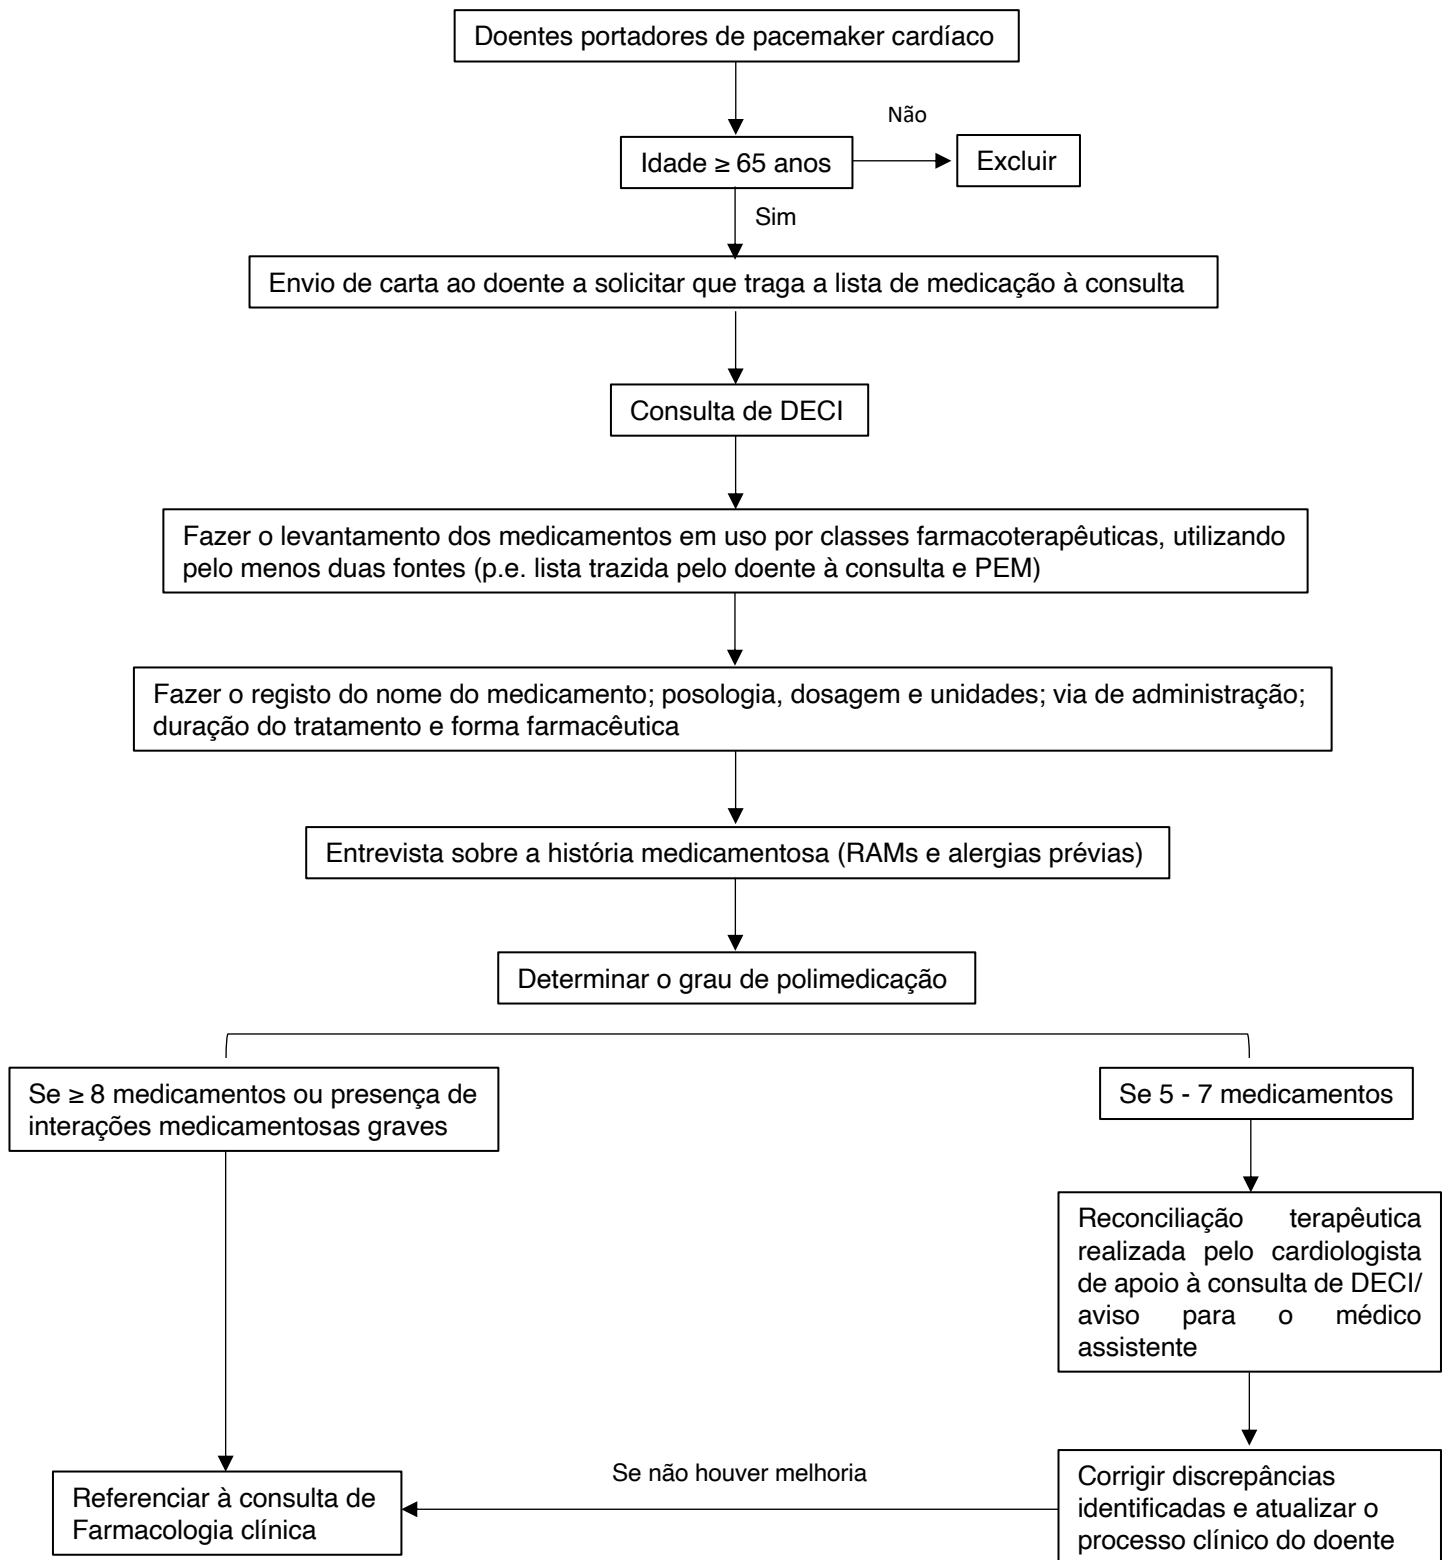 Doentes portadores de pacemaker cardíaco
Não
Idade ≥ 65 anos
Excluir
Sim
Envio de carta ao doente a solicitar que traga a lista de medicação à consulta
Consulta de DECI
Fazer o levantamento dos medicamentos em uso por classes farmacoterapêuticas, utilizando
pelo menos duas fontes (p.e. lista trazida pelo doente à consulta e PEM)
Fazer o registo do nome do medicamento; posologia, dosagem e unidades; via de administração;
duração do tratamento e forma farmacêutica
Entrevista sobre a história medicamentosa (RAMs e alergias prévias)
Determinar o grau de polimedicação
Se ≥ 8 medicamentos ou presença de
interações medicamentosas graves
Se 5 - 7 medicamentos
Reconciliação terapêutica
realizada pelo cardiologista
de apoio à consulta de DECI/
aviso para o médico
assistente
Se não houver melhoria
Referenciar à consulta de
Farmacologia clínica
Corrigir discrepâncias
identificadas e atualizar o
processo clínico do doente